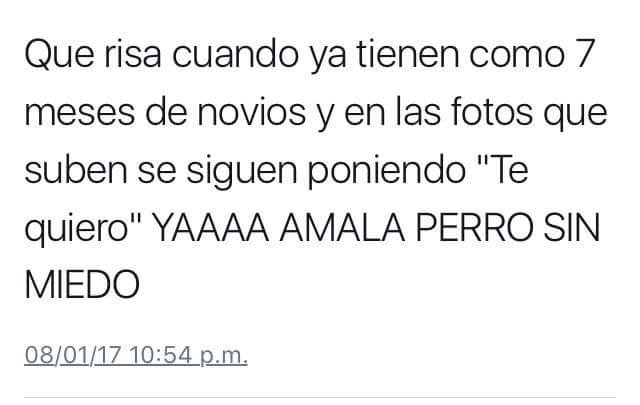 Que risa cuando ya tienen como 7
meses de novios y en las fotos que
suben se siguen poniendo "Te
quiero" YAAAA AMALA PERRO SIN
MIEDO
08/01/17 10:54 p.m.